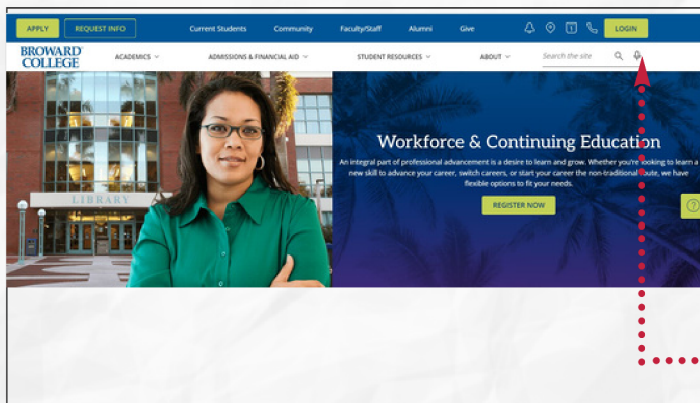 APPLY REQUEST INFO Current Students Community Faculty/Staff Alumni Give LOGIN
BROWARD
COLLEGE
ACADEMICS ADMISSIONS & FINANCIAL AID STUDENT RESOURCES ABOUT Search the site
LIBRARY
Workforce & Continuing Education
An integral part of professional advancement is a desire to learn and grow. Whether you're looking to learn a
new skill to advance your career, switch careers, or start your career the non-traditional route, we have
flexible options to fit your needs.
REGISTER NOW